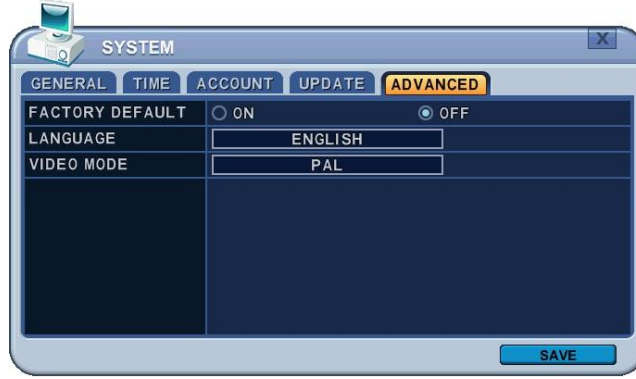 SYSTEM
X
GENERAL TIME ACCOUNT UPDATE ADVANCED
FACTORY DEFAULT ON OFF
LANGUAGE ENGLISH
VIDEO MODE PAL
SAVE